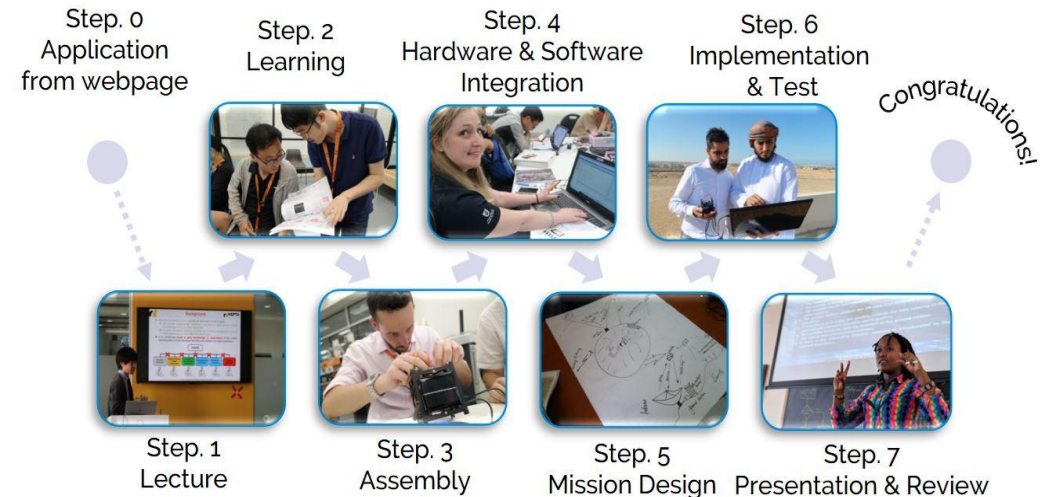 Step. 0
Application
from webpage
Step. 1
Lecture
Step. 2
Learning
Step. 3
Assembly
Step. 4
Hardware & Software
Integration
Step. 5
Mission Design
Step. 6
Implementation
& Test
Step. 7
Presentation & Review
Congratulations!